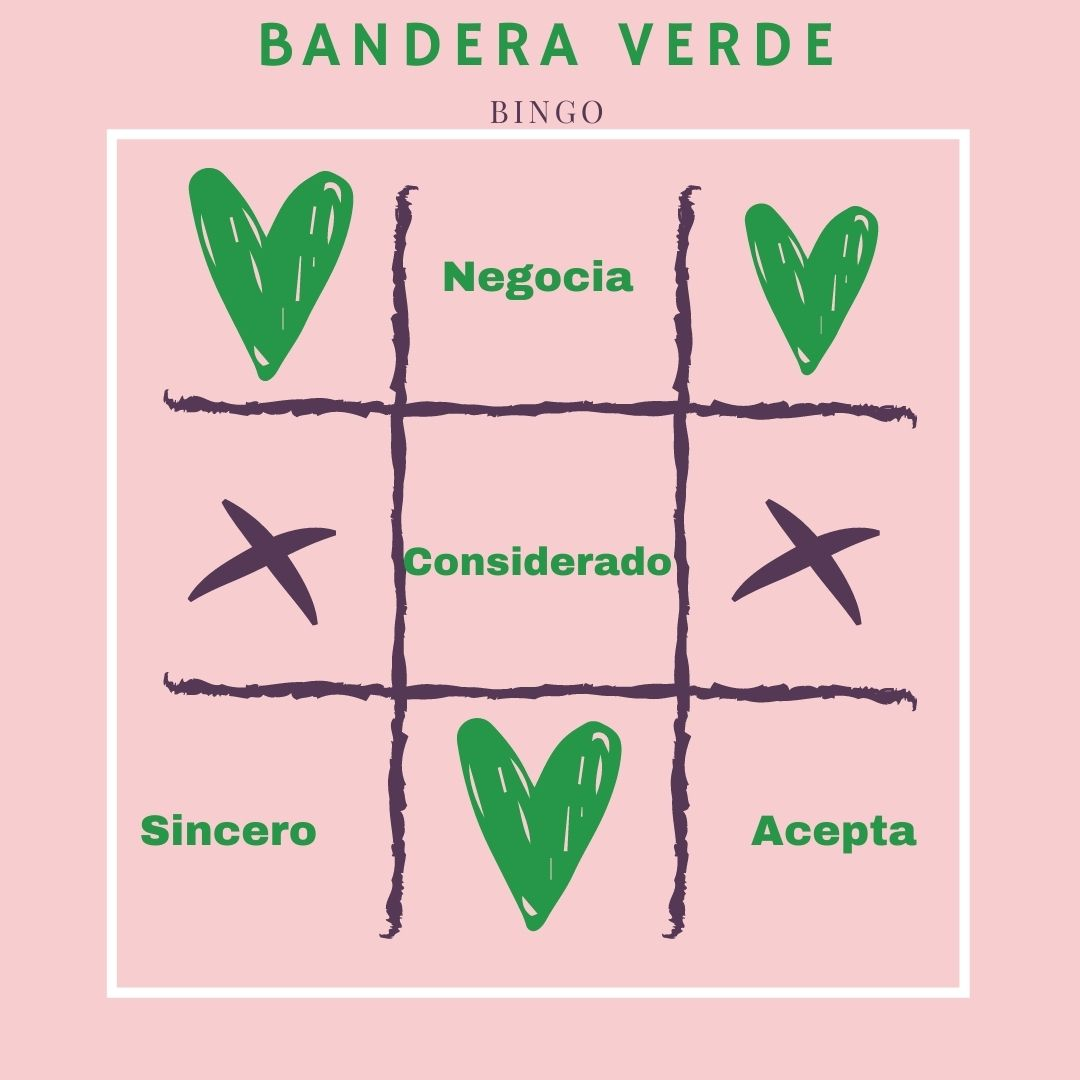 BANDERA VERDE
BINGO
Negocia
Considerado
Sincero
Acepta